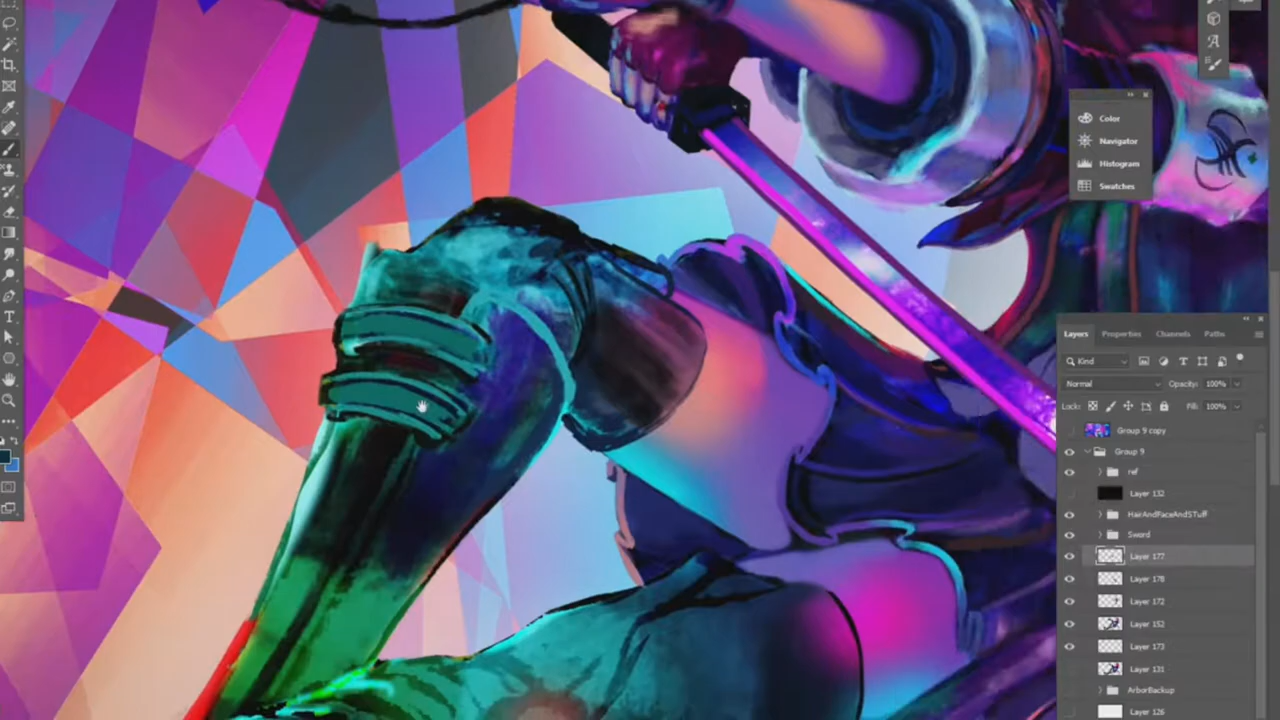 Color
Navigator
Histogram
Swatches
Layers Properties Channels Paths
Kind
Normal Opacity: 100%
Lock: Fill: 100%
Group 9 copy
Group 9
ref
Layer 132
HairAndFaceAndSTuff
Sword
Layer 177
Layer 178
Layer 172
Layer 152
Layer 173
Layer 131
ArborBackup
Layer 126